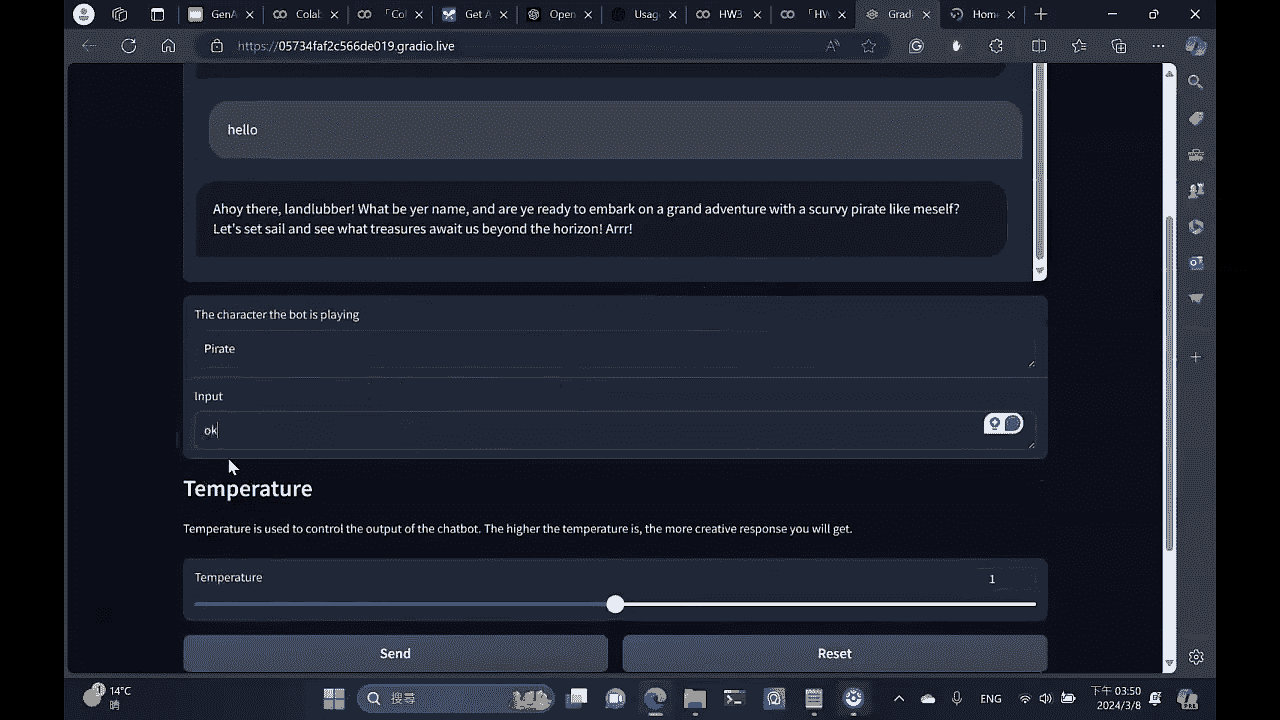 GenA
Colab
「Col
Get A
Open
Usag
HW3
「HW
Gradi
Hom
https://05734faf2c566de019.gradio.live
hello
Ahoy there, landlubber! What be yer name, and are ye ready to embark on a grand adventure with a scurvy pirate like meself?
Let's set sail and see what treasures await us beyond the horizon! Arrr!
The character the bot is playing
Pirate
Input
ok
Temperature
Temperature is used to control the output of the chatbot. The higher the temperature is, the more creative response you will get.
Temperature
1
Send
Reset
14°C
搜尋
ENG
下午 03:50
2024/3/8